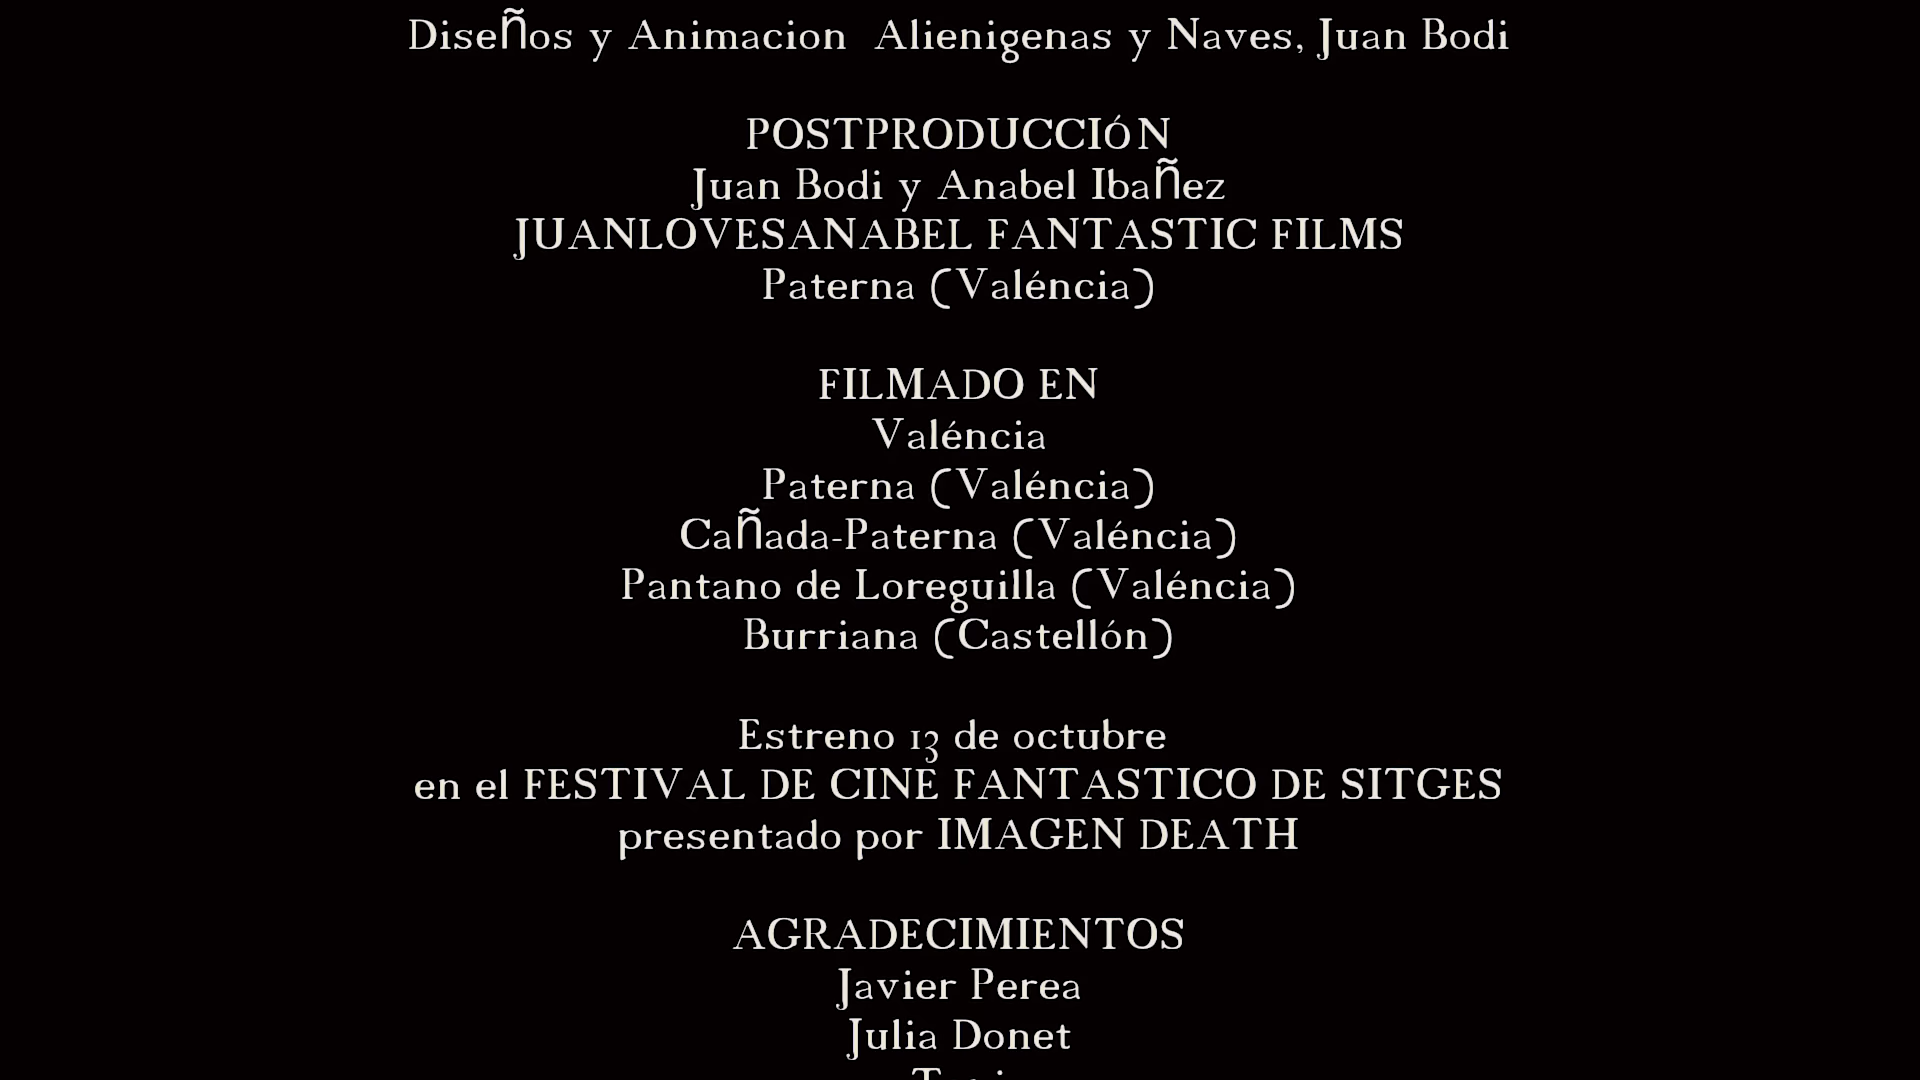 Diseños y Animacion  Alienigenas y Naves, Juan Bodi
POSTPRODUCCIóN
Juan Bodi y Anabel Ibañez
JUANLOVESANABEL FANTASTIC FILMS
Paterna (Valéncia)
FILMADO EN
Valéncia
Paterna (Valéncia)
Cañada-Paterna (Valéncia)
Pantano de Loreguilla (Valéncia)
Burriana (Castellón)
Estreno 13 de octubre
en el FESTIVAL DE CINE FANTASTICO DE SITGES
presentado por IMAGEN DEATH
AGRADECIMIENTOS
Javier Perea
Julia Donet